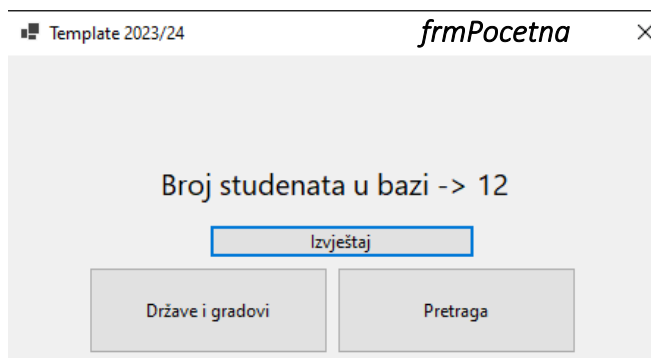 Template 2023/24 frmPocetna
Broj studenata u bazi -> 12
Izvještaj
Države i gradovi Pretraga